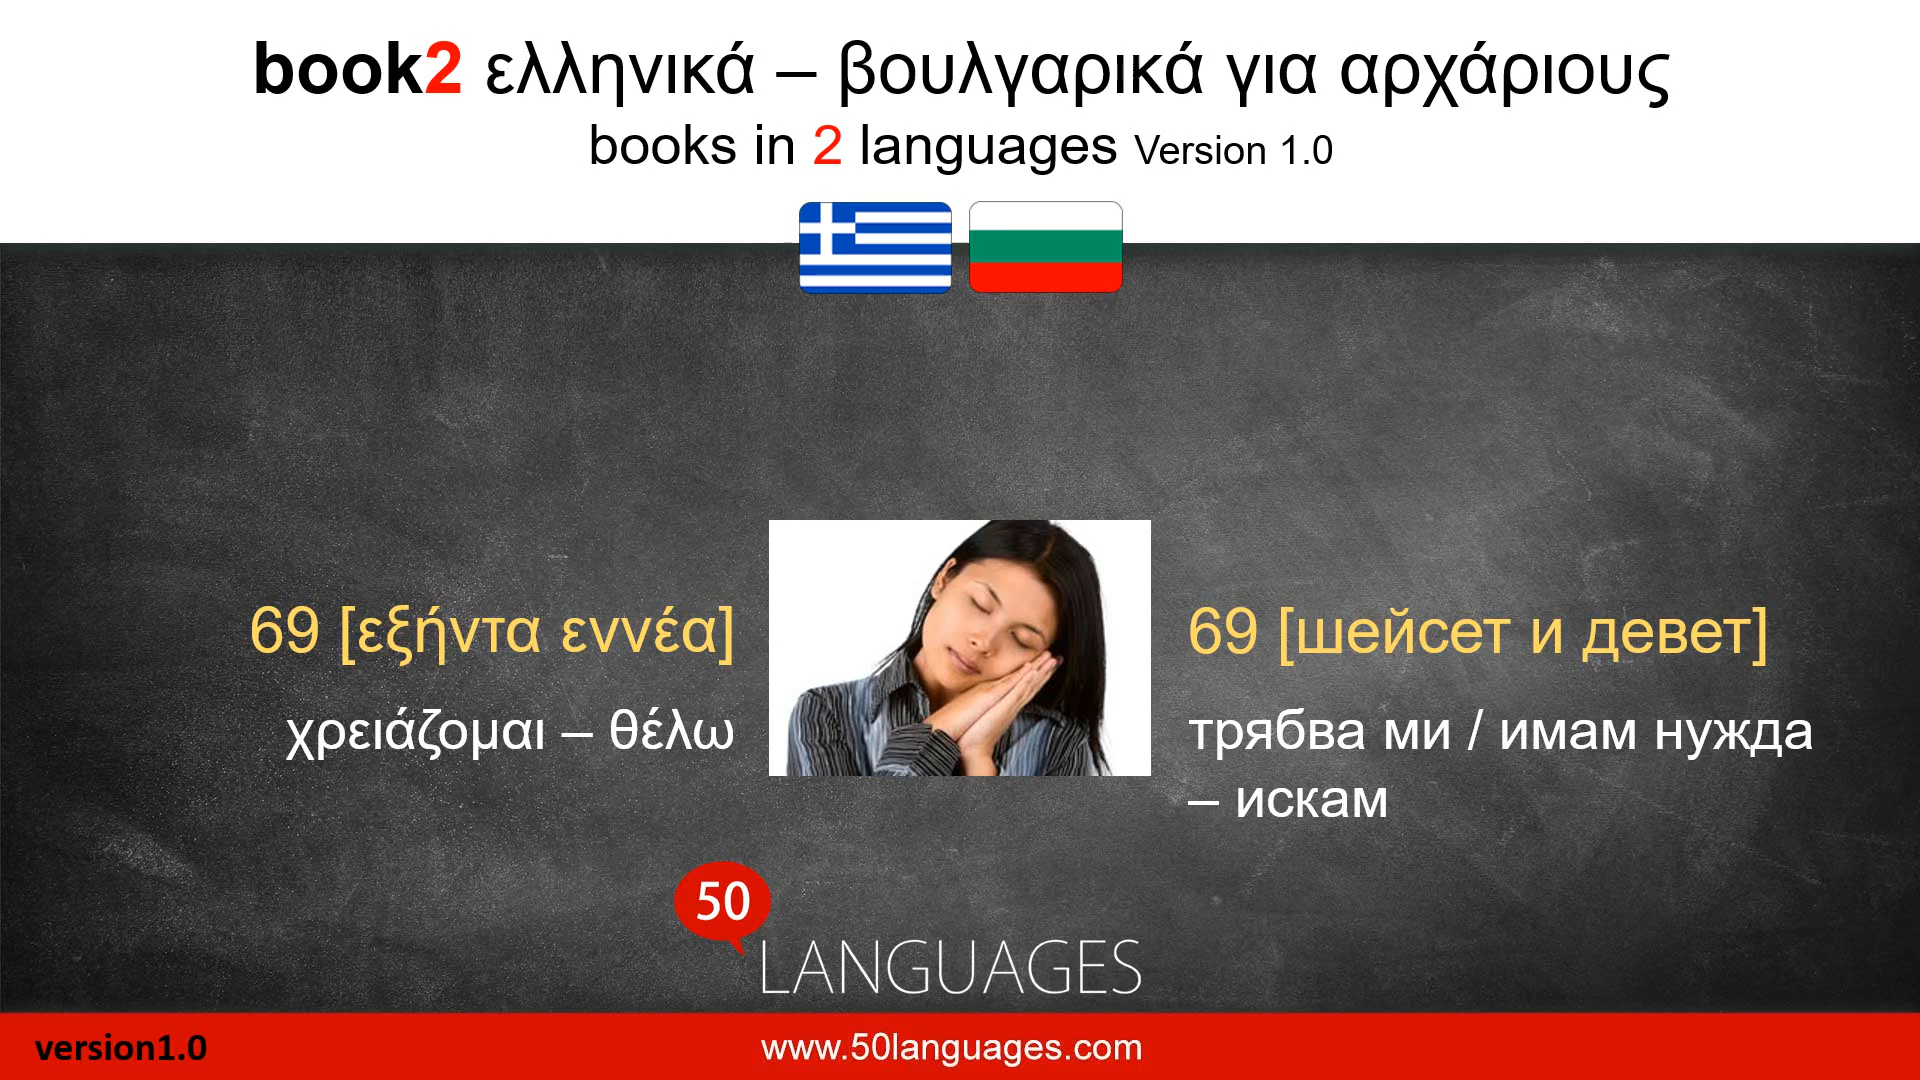 book2 ελληνικά – βουλγαρικά για αρχάριους
books in 2 languages Version 1.0
69 [εξήντα εννέα]
χρειάζομαι – θέλω
69 [шейсет и девет]
трябва ми / имам нужда
– искам
50
LANGUAGES
version1.0
www.50languages.com